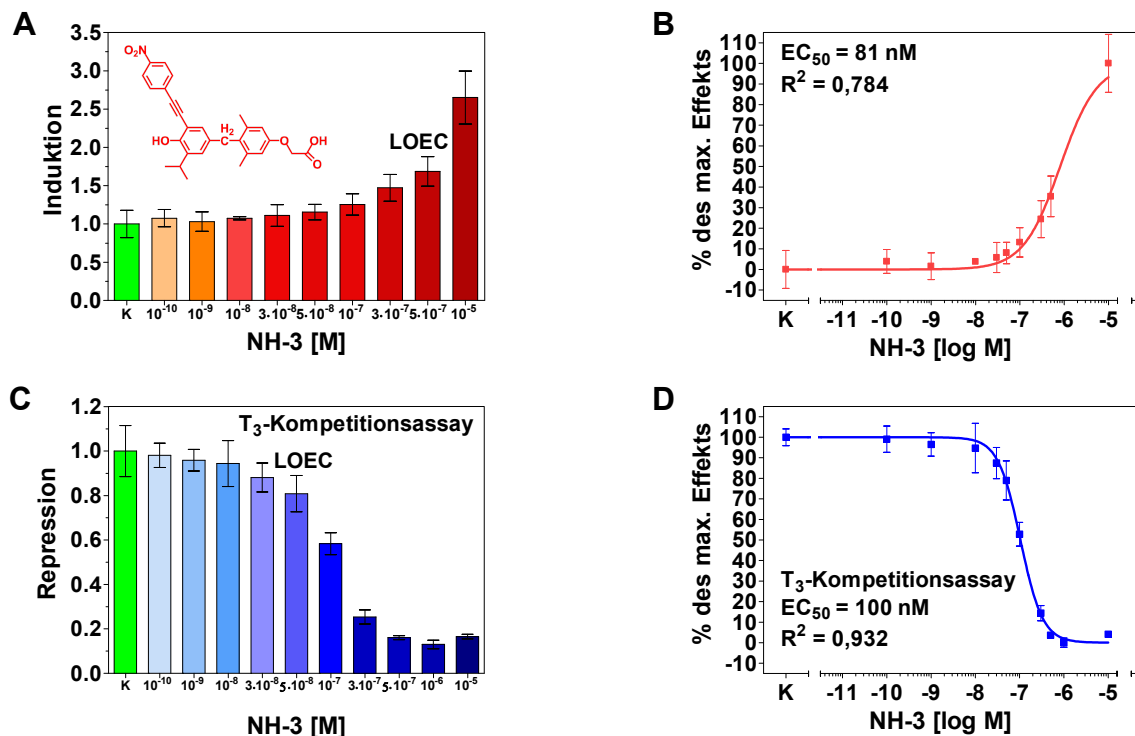 A
3.5
3.0
2.5
2.0
1.5
1.0
0.5
0.0
Induktion
O₂N
HO
H₂
C
O
OH
O
LOEC
K 10⁻¹⁰ 10⁻⁹ 10⁻⁸ 3·10⁻⁸ 5·10⁻⁸ 10⁻⁷ 3·10⁻⁷ 5·10⁻⁷ 10⁻⁵
NH-3 [M]
B
110
100
90
80
70
60
50
40
30
20
10
0
-10
% des max. Effekts
EC₅₀ = 81 nM
R² = 0,784
K -11 -10 -9 -8 -7 -6 -5
NH-3 [log M]
C
1.2
1.0
0.8
0.6
0.4
0.2
0.0
Repression
T₃-Kompetitionsassay
LOEC
K 10⁻¹⁰ 10⁻⁹ 10⁻⁸ 3·10⁻⁸ 5·10⁻⁸ 10⁻⁷ 3·10⁻⁷ 5·10⁻⁷ 10⁻⁶ 10⁻⁵
NH-3 [M]
D
110
100
90
80
70
60
50
40
30
20
10
0
-10
% des max. Effekts
T₃-Kompetitionsassay
EC₅₀ = 100 nM
R² = 0,932
K -11 -10 -9 -8 -7 -6 -5
NH-3 [log M]